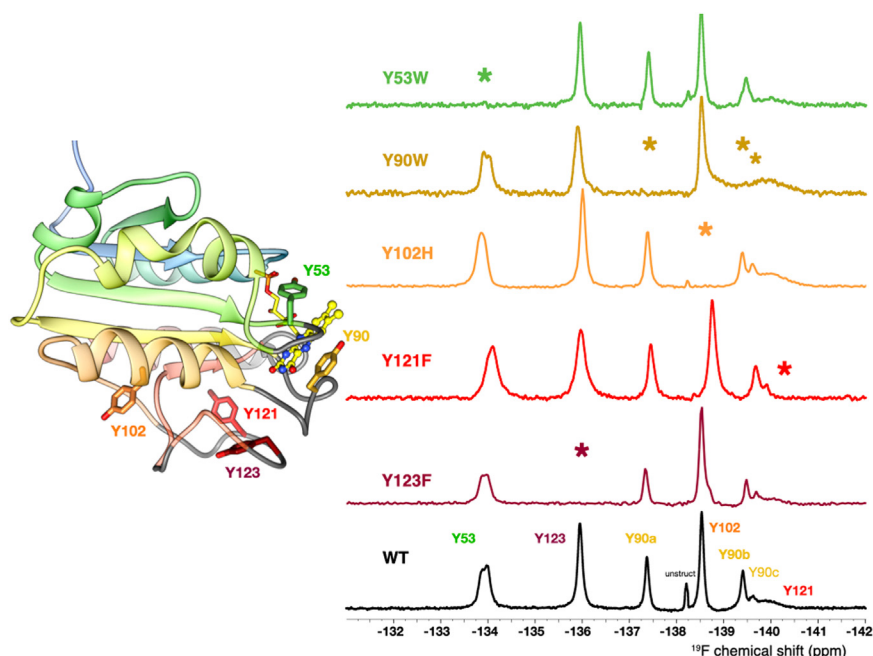 Y53W
*
Y53
Y90W
*
*
*
Y90
Y102H
*
Y102
Y121
Y123
Y121F
*
Y123F
*
WT
Y53
Y123
Y90a
unstruct
Y102
Y90b
Y90c
Y121
-132
-133
-134
-135
-136
-137
-138
-139
-140
-141
-142
¹⁹F chemical shift (ppm)